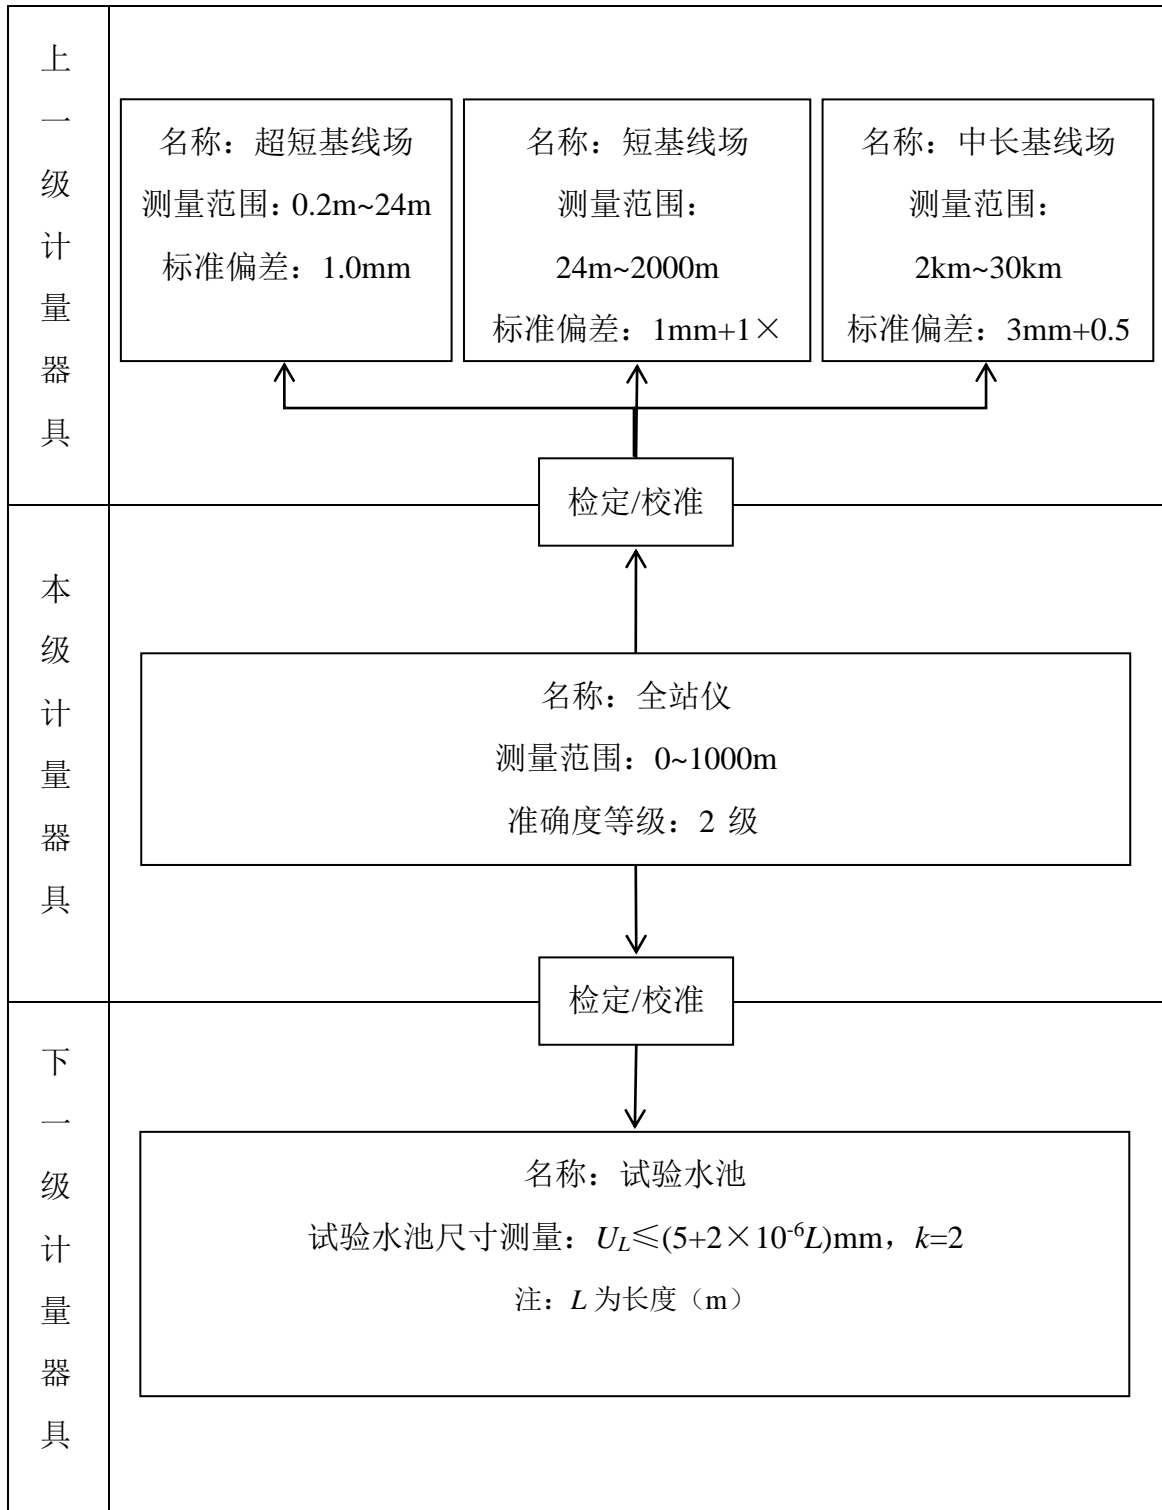 上一级计量器具
名称：超短基线场
测量范围：0.2m~24m
标准偏差：1.0mm
名称：短基线场
测量范围：
24m~2000m
标准偏差：1mm+1×
名称：中长基线场
测量范围：
2km~30km
标准偏差：3mm+0.5
检定/校准
本级计量器具
名称：全站仪
测量范围：0~1000m
准确度等级：2 级
检定/校准
下一级计量器具
名称：试验水池
试验水池尺寸测量：U_L≤(5+2×10⁻⁶L)mm，k=2
注：L 为长度（m）